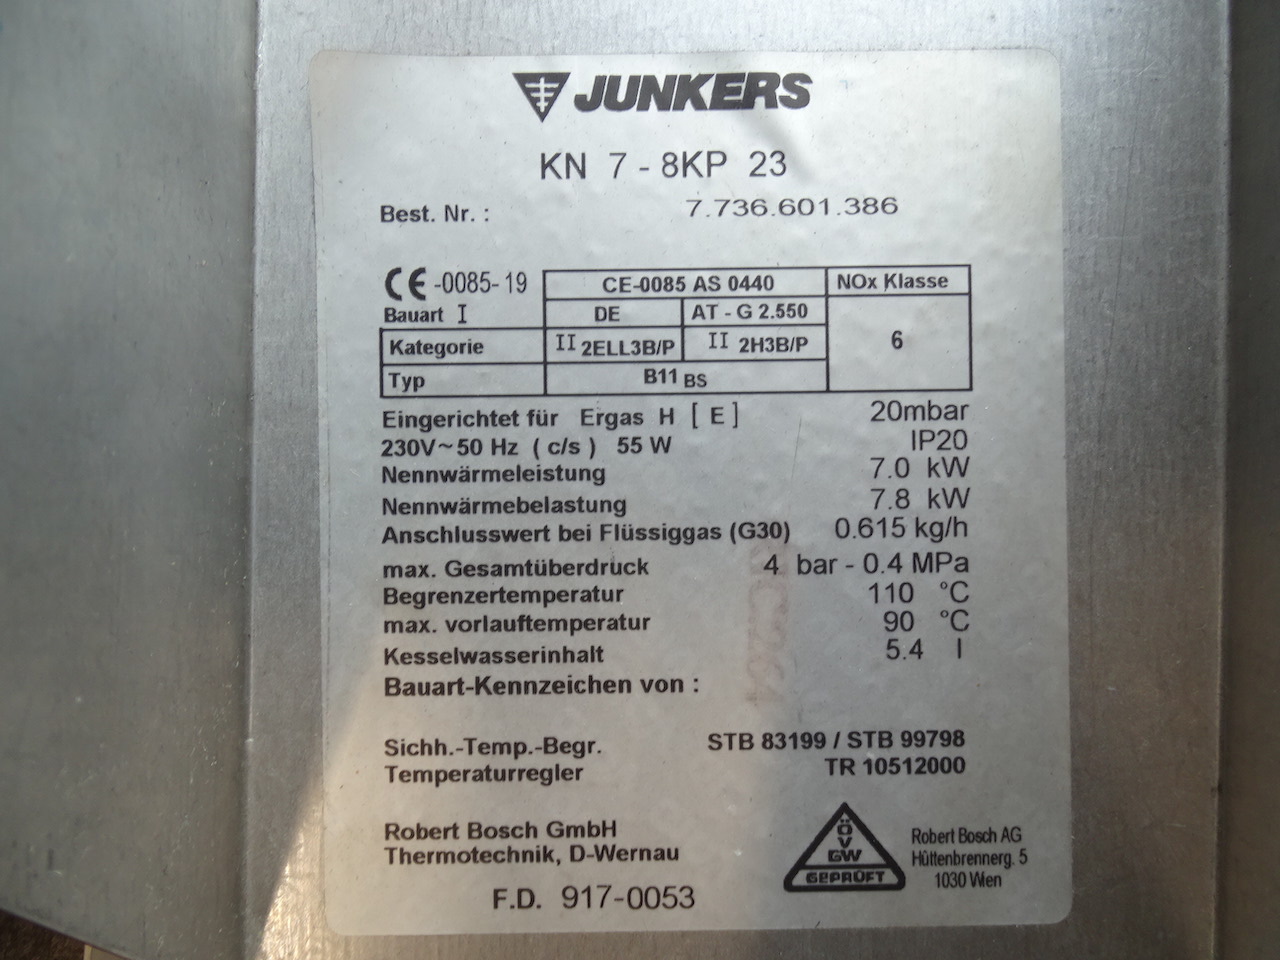 JUNKERS
KN 7 - 8KP 23
Best. Nr. : 7.736.601.386
CE -0085-19 CE-0085 AS 0440 NOx Klasse
Bauart I DE AT - G 2.550
Kategorie II 2ELL3B/P II 2H3B/P 6
Typ B11 BS
Eingerichtet für Ergas H [ E ] 20mbar
230V~50 Hz ( c/s ) 55 W IP20
Nennwärmeleistung 7.0 kW
Nennwärmebelastung 7.8 kW
Anschlusswert bei Flüssiggas (G30) 0.615 kg/h
max. Gesamtüberdruck 4 bar - 0.4 MPa
Begrenzertemperatur 110 °C
max. vorlauftemperatur 90 °C
Kesselwasserinhalt 5.4 l
Bauart-Kennzeichen von :
Sichh.-Temp.-Begr. STB 83199 / STB 99798
Temperaturregler TR 10512000
Robert Bosch GmbH
Thermotechnik, D-Wernau
F.D. 917-0053
ÖVGW
GEPRÜFT
Robert Bosch AG
Hüttenbrennerg. 5
1030 Wien